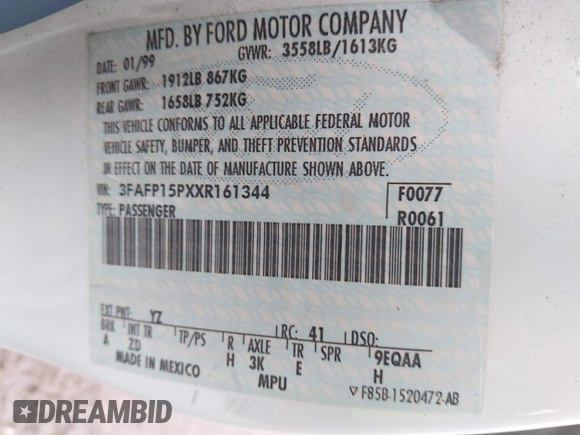 MFD. BY FORD MOTOR COMPANY
DATE: 01/99 GVWR: 3558LB/1613KG
FRONT GAWR: 1912LB 867KG
REAR GAWR: 1658LB 752KG
THIS VEHICLE CONFORMS TO ALL APPLICABLE FEDERAL MOTOR
VEHICLE SAFETY, BUMPER, AND THEFT PREVENTION STANDARDS
IN EFFECT ON THE DATE OF MANUFACTURE SHOWN ABOVE.
VIN: 3FAFP15PXXR161344 F0077
TYPE: PASSENGER R0061
EXT PNT: YZ RC: 41 DSO:
BRK INT TR TP/PS R AXLE TR SPR 9EQAA
A ZD H 3K E H
MADE IN MEXICO MPU ▽ F85B-1520472-AB
DREAMBID